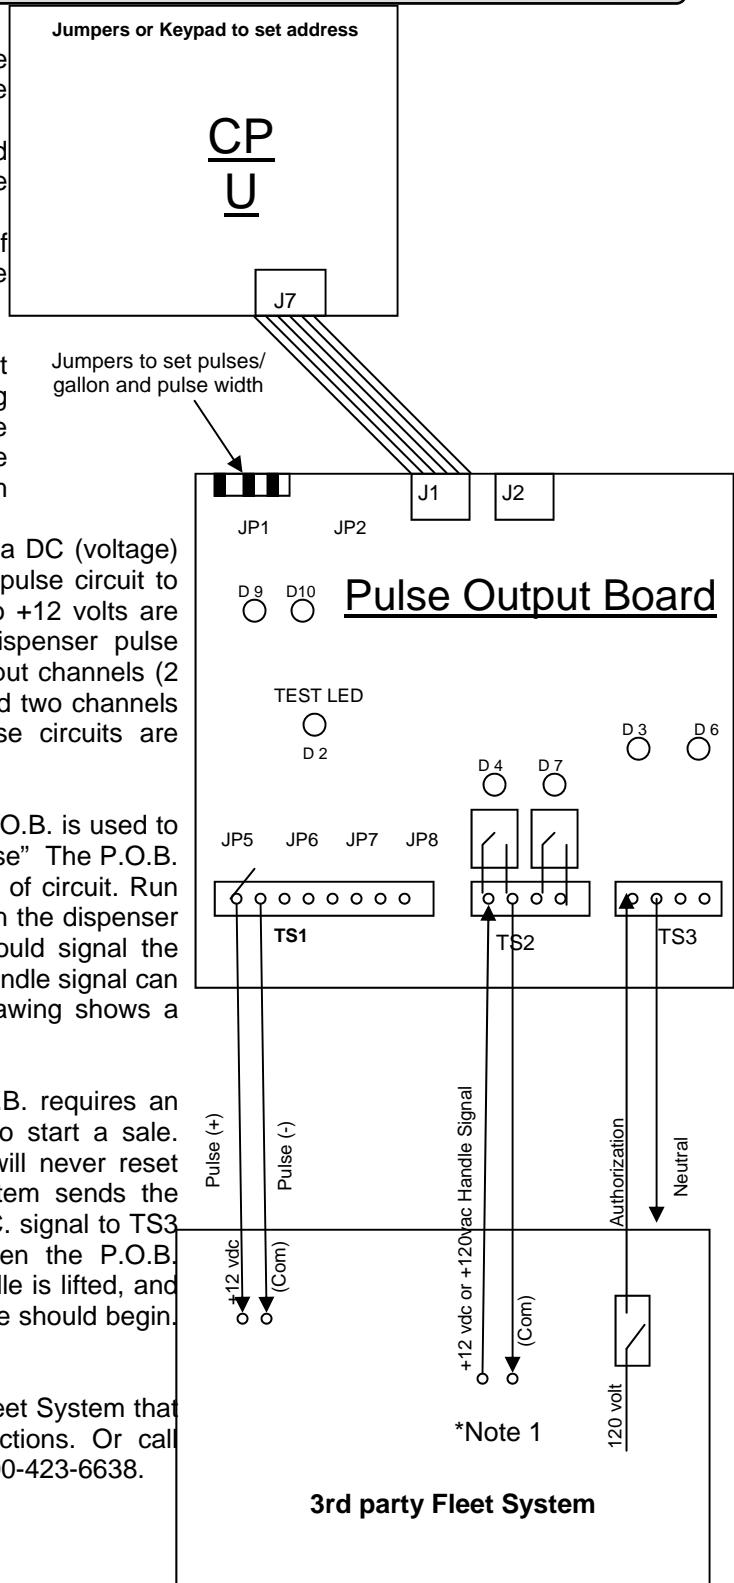 Jumpers or Keypad to set address
CP
U
J7
Jumpers to set pulses/
gallon and pulse width
J1
J2
JP1
JP2
D 9
D10
Pulse Output Board
TEST LED
D 2
D 3
D 6
D 4
D 7
JP5
JP6
JP7
JP8
TS1
TS2
TS3
a DC (voltage)
pulse circuit to
+12 volts are
ispenser pulse
out channels (2
d two channels
se circuits are
O.B. is used to
se” The P.O.B.
of circuit. Run
n the dispenser
ould signal the
ndle signal can
awing shows a
.B. requires an
o start a sale.
will never reset
tem sends the
C. signal to TS3
en the P.O.B.
dle is lifted, and
e should begin.
eet System that
ctions. Or call
00-423-6638.
Pulse (+)
Pulse (-)
+12 vdc
(Com)
+12 vdc or +120vac Handle Signal
(Com)
Authorization
Neutral
120 volt
*Note 1
3rd party Fleet System